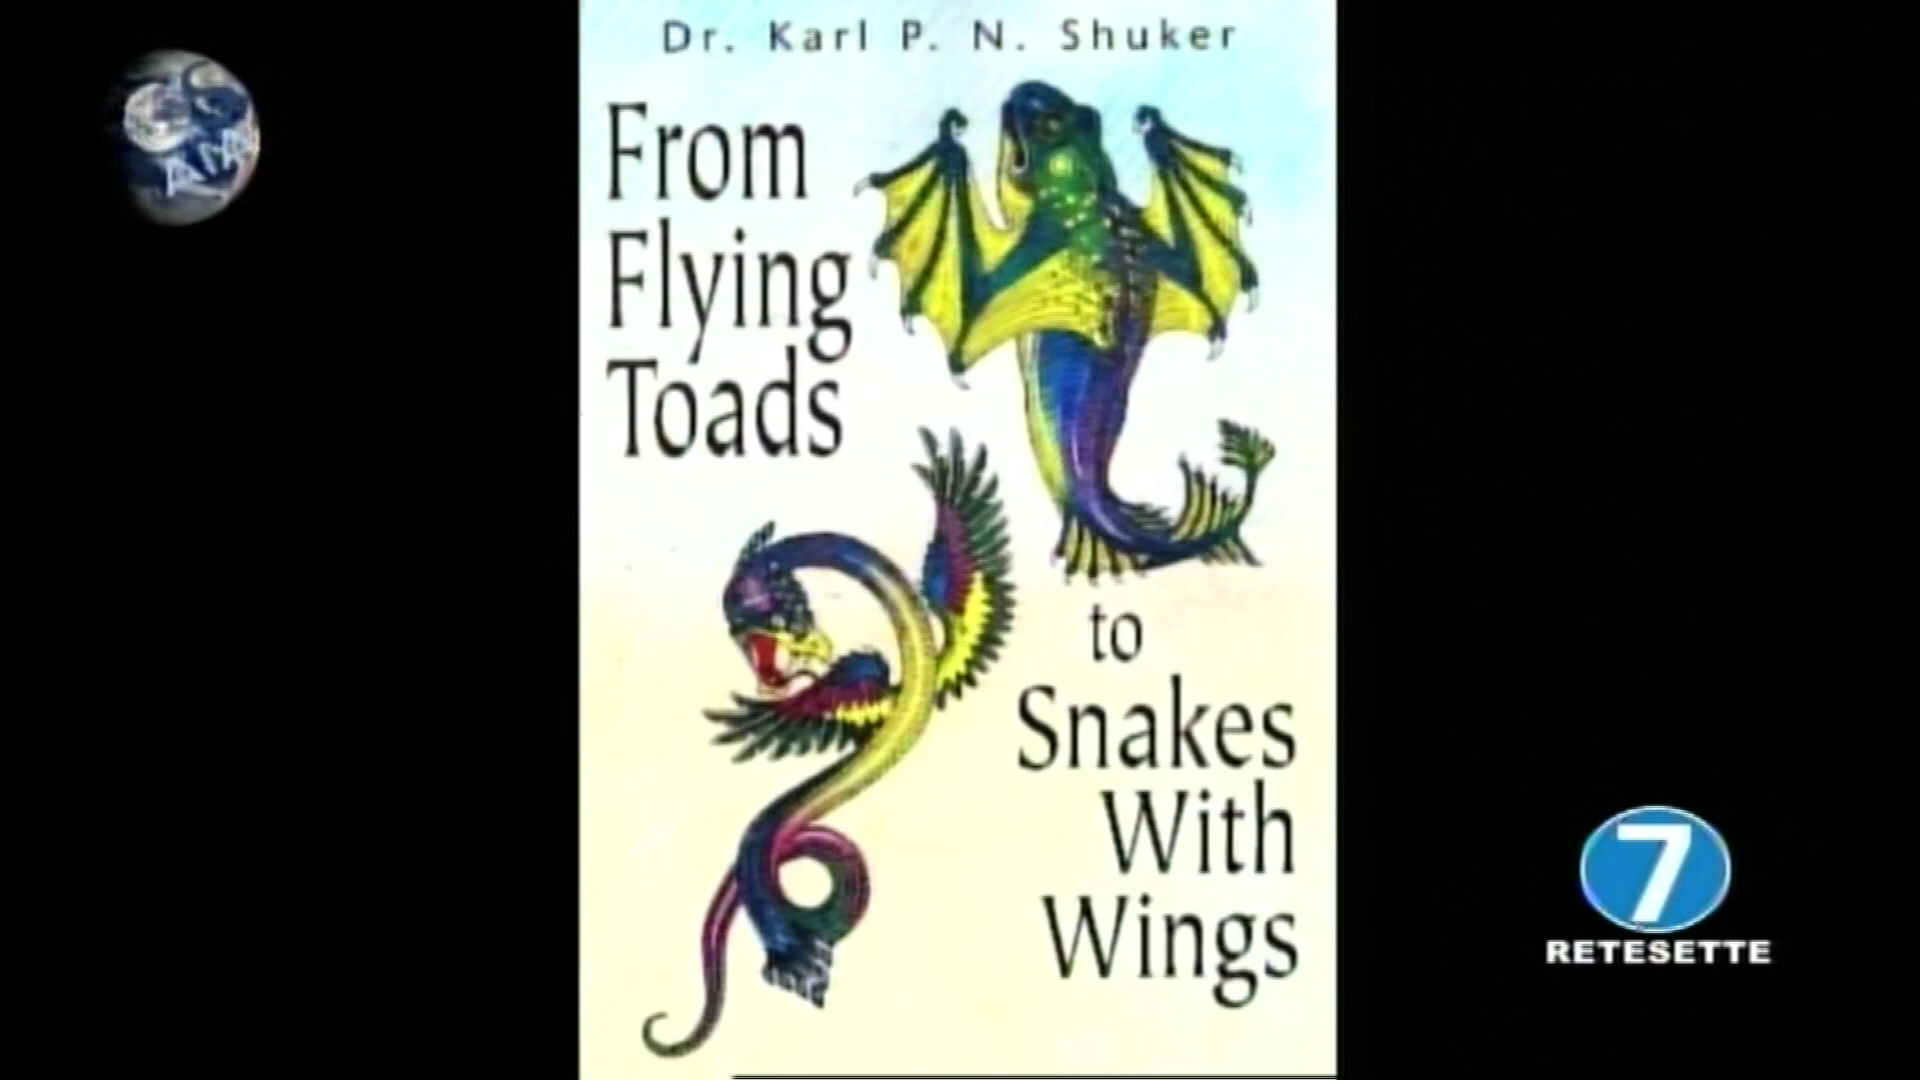 Dr. Karl P. N. Shuker
From
Flying
Toads
to
Snakes
With
Wings
7
RETESETTE